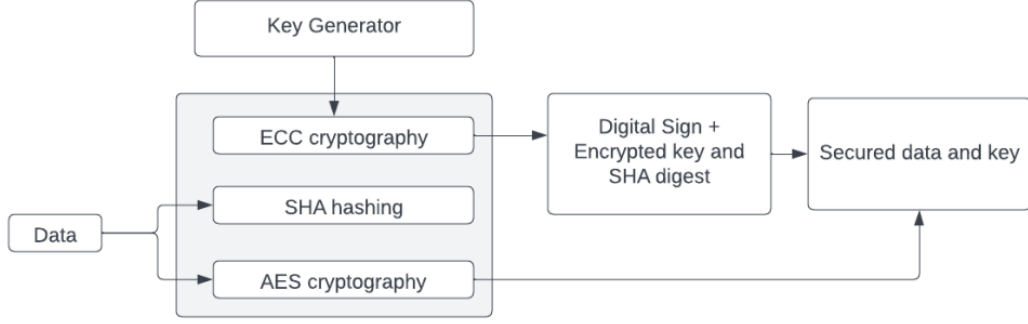 Key Generator
ECC cryptography
Digital Sign +
Encrypted key and
SHA digest
Secured data and key
SHA hashing
Data
AES cryptography